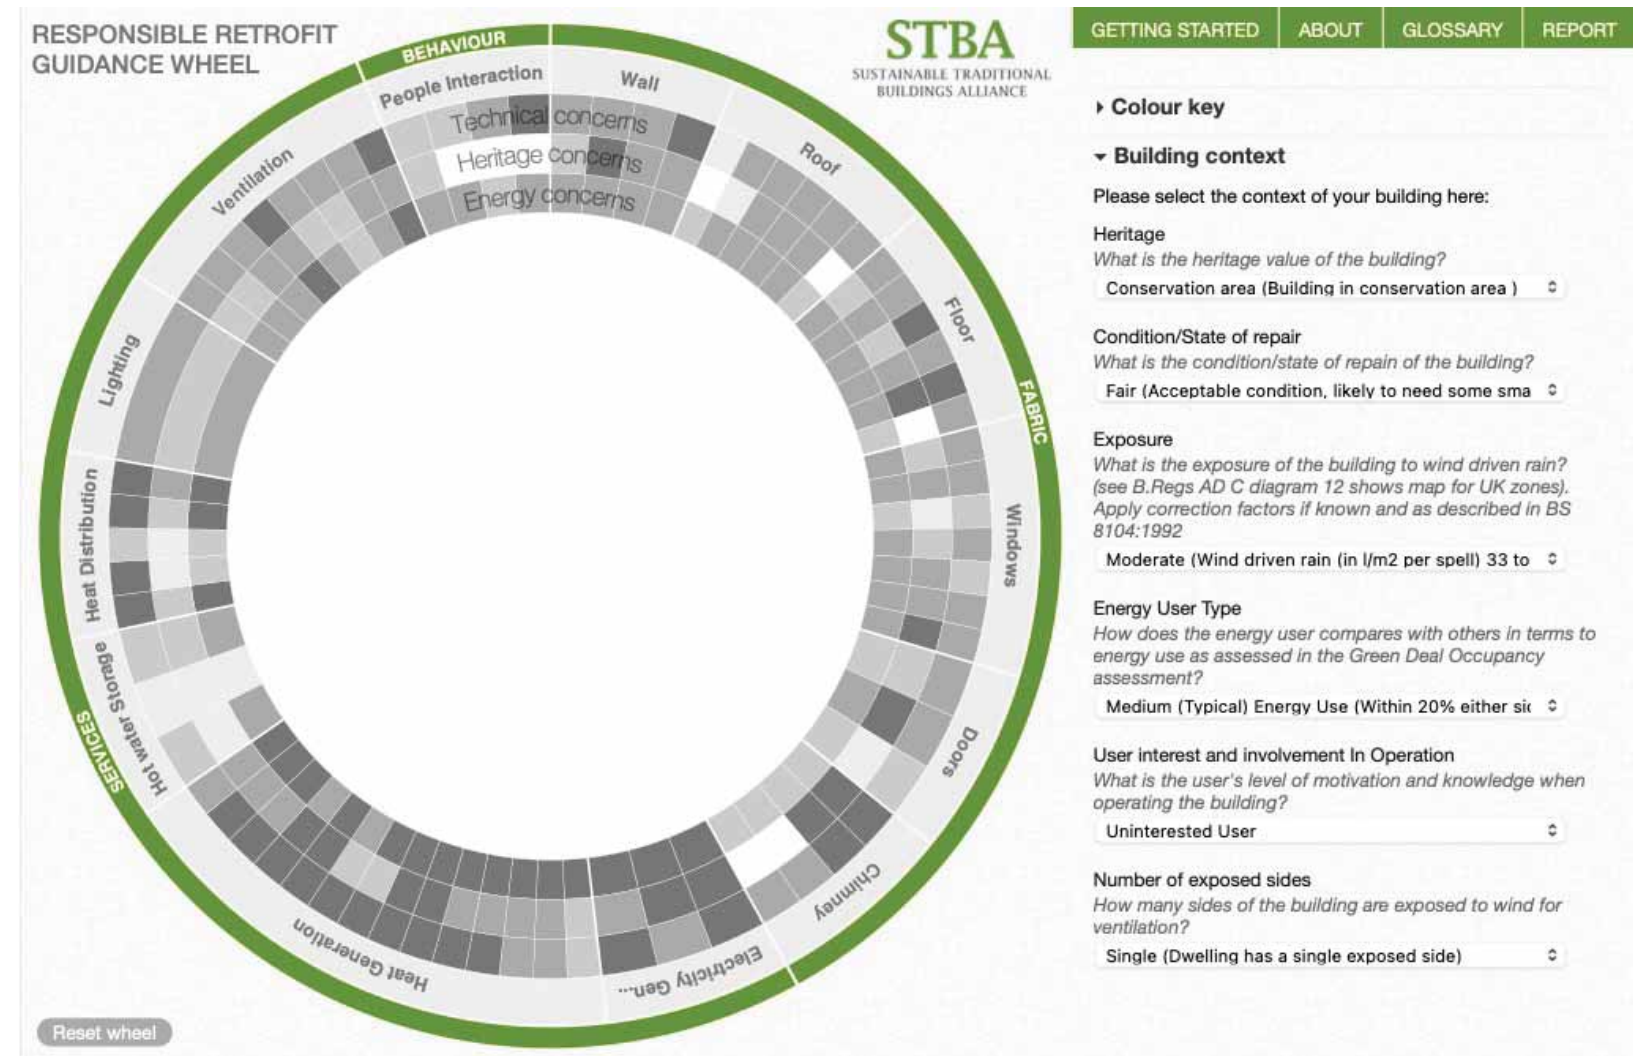 RESPONSIBLE RETROFIT
GUIDANCE WHEEL
STBA
SUSTAINABLE TRADITIONAL
BUILDINGS ALLIANCE
GETTING STARTED
ABOUT
GLOSSARY
REPORT
BEHAVIOUR
People Interaction
Wall
Roof
Floor
FABRIC
Windows
Doors
Chimney
Electricity Gen...
Heat Generation
Hot water Storage
SERVICES
Heat Distribution
Lighting
Ventilation
Technical concerns
Heritage concerns
Energy concerns
Reset wheel
Colour key
Building context
Please select the context of your building here:
Heritage
What is the heritage value of the building?
Conservation area (Building in conservation area )
Condition/State of repair
What is the condition/state of repain of the building?
Fair (Acceptable condition, likely to need some sma
Exposure
What is the exposure of the building to wind driven rain?
(see B.Regs AD C diagram 12 shows map for UK zones).
Apply correction factors if known and as described in BS
8104:1992
Moderate (Wind driven rain (in l/m2 per spell) 33 to
Energy User Type
How does the energy user compares with others in terms to
energy use as assessed in the Green Deal Occupancy
assessment?
Medium (Typical) Energy Use (Within 20% either sid
User interest and involvement In Operation
What is the user's level of motivation and knowledge when
operating the building?
Uninterested User
Number of exposed sides
How many sides of the building are exposed to wind for
ventilation?
Single (Dwelling has a single exposed side)